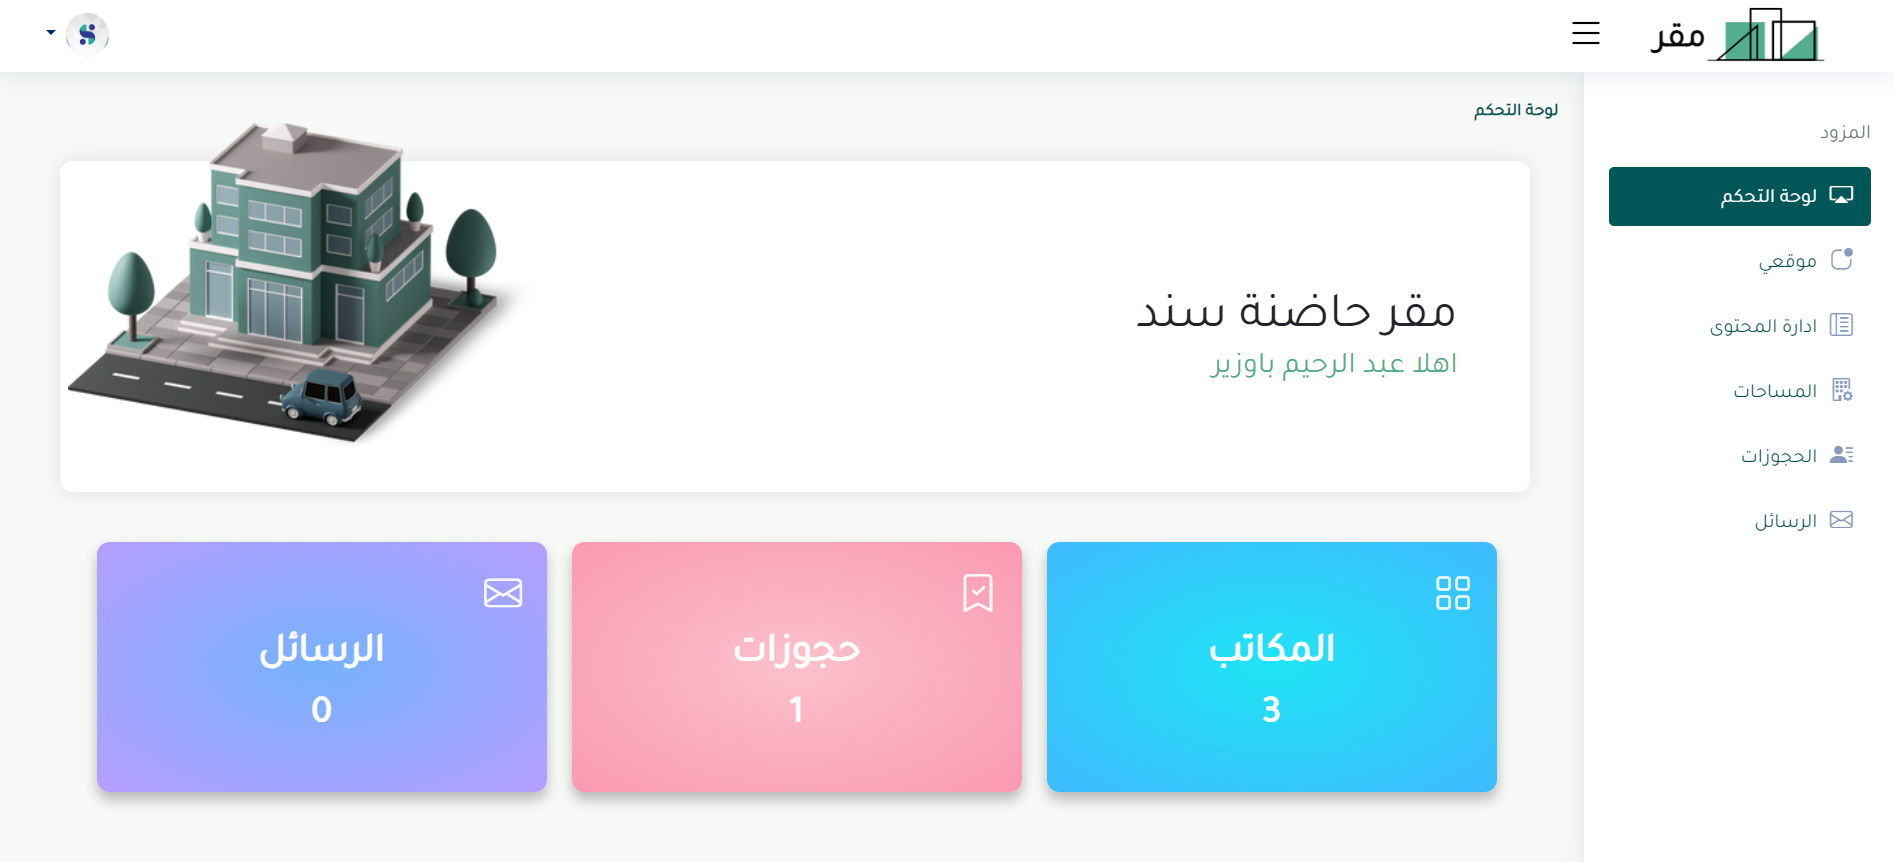 مقر
المزود
لوحة التحكم
موقعي
ادارة المحتوى
المساحات
الحجوزات
الرسائل
لوحة التحكم
مقر حاضنة سند
اهلا عبد الرحيم باوزير
المكاتب
3
حجوزات
1
الرسائل
0